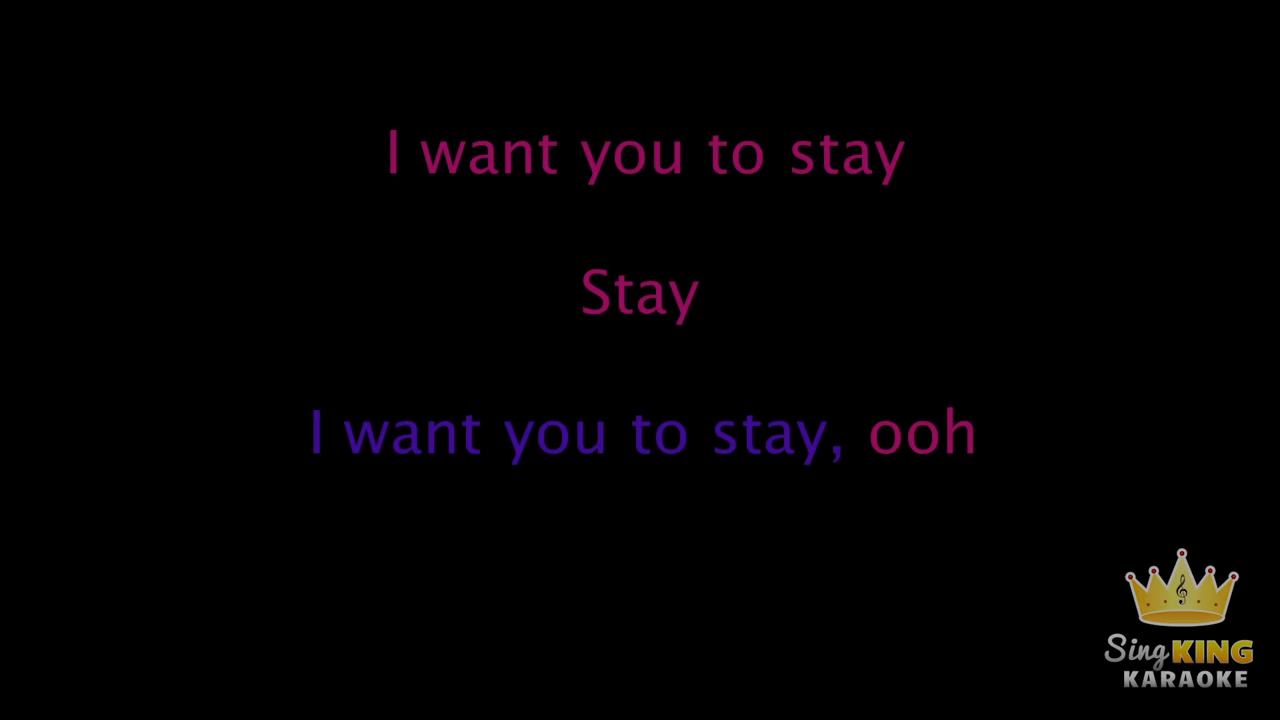 I want you to stay
Stay
I want you to stay, ooh
Sing KING
KARAOKE